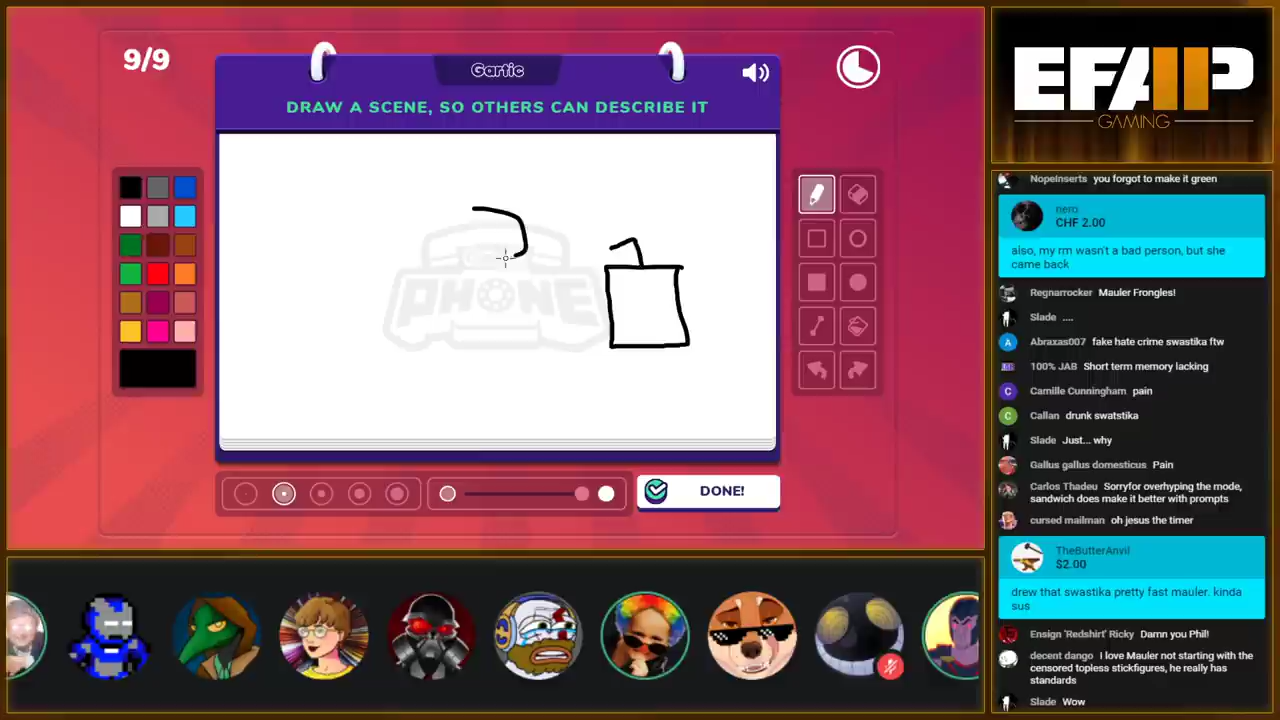 9/9
Gartic
DRAW A SCENE, SO OTHERS CAN DESCRIBE IT
PHONE
DONE!
EFAP
GAMING
NopeInserts you forgot to make it green
nero
CHF 2.00
also, my rm wasn't a bad person, but she
came back
Regnarrocker Mauler Frongles!
Slade ....
A
Abraxas007 fake hate crime swastika ftw
100% JAB Short term memory lacking
C
Camille Cunningham pain
C
Callan drunk swatstika
Slade Just... why
Gallus gallus domesticus Pain
Carlos Thadeu Sorryfor overhyping the mode,
sandwich does make it better with prompts
cursed mailman oh jesus the timer
TheButterAnvil
$2.00
drew that swastika pretty fast mauler. kinda
sus
Ensign 'Redshirt' Ricky Damn you Phil!
decent dango I love Mauler not starting with the
censored topless stickfigures, he really has
standards
Slade Wow